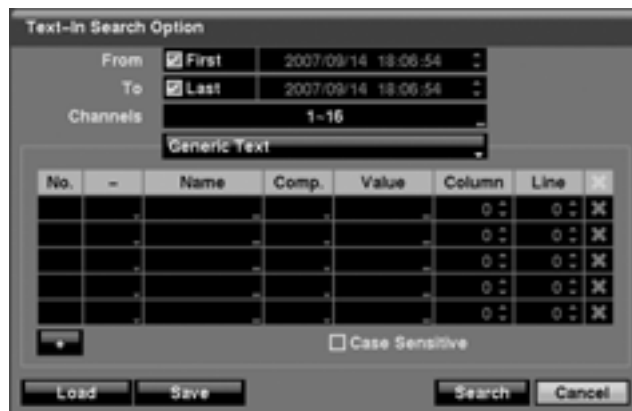 Text-In Search Option
From First 2007/09/14 18:06:54
To Last 2007/09/14 18:06:54
Channels 1~16
Generic Text
No. - Name Comp. Value Column Line
0 0
0 0
0 0
0 0
0 0
Case Sensitive
Load Save Search Cancel